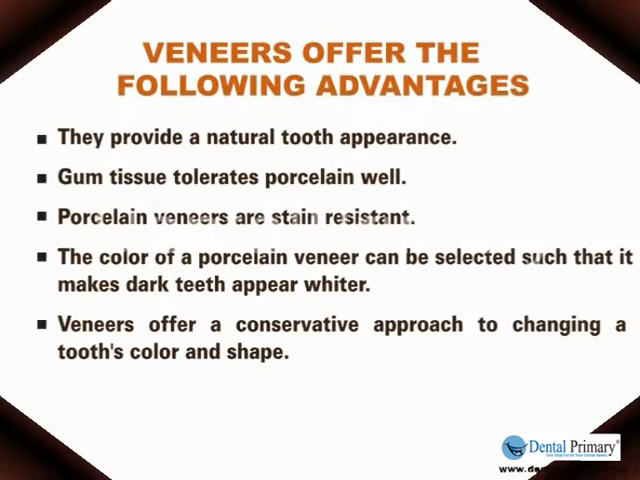 VENEERS OFFER THE
FOLLOWING ADVANTAGES
▪ They provide a natural tooth appearance.
▪ Gum tissue tolerates porcelain well.
▪ Porcelain veneers are stain resistant.
▪ The color of a porcelain veneer can be selected such that it
makes dark teeth appear whiter.
▪ Veneers offer a conservative approach to changing a
tooth's color and shape.
Dental Primary